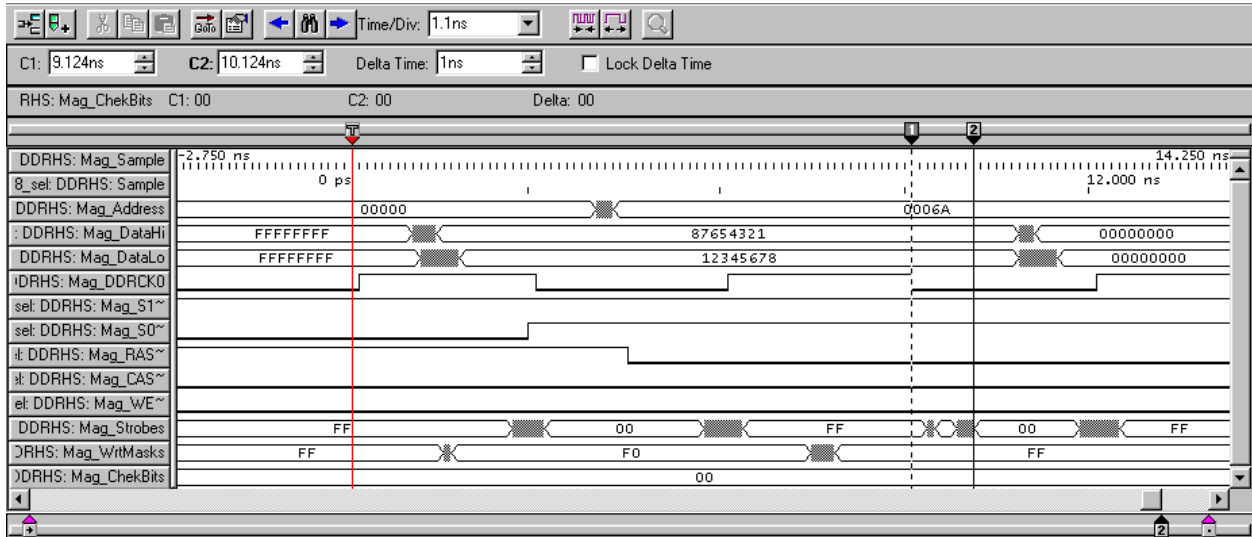 GoTo Time/Div: 1.1ns
C1: 9.124ns C2: 10.124ns Delta Time: 1ns Lock Delta Time
RHS: Mag_ChekBits C1: 00 C2: 00 Delta: 00
T 1 2
DDRHS: Mag_Sample -2.750 ns 14.250 ns
8_sel: DDRHS: Sample 0 ps 12.000 ns
DDRHS: Mag_Address 00000 0006A
: DDRHS: Mag_DataHi FFFFFFFF 87654321 00000000
DDRHS: Mag_DataLo FFFFFFFF 12345678 00000000
DRHS: Mag_DDRCK0
sel: DDRHS: Mag_S1~
sel: DDRHS: Mag_S0~
l: DDRHS: Mag_RAS~
el: DDRHS: Mag_CAS~
el: DDRHS: Mag_WE~
DDRHS: Mag_Strobes FF 00 FF 00 FF
DRHS: Mag_WrtMasks FF F0 FF
DDRHS: Mag_ChekBits 00
2